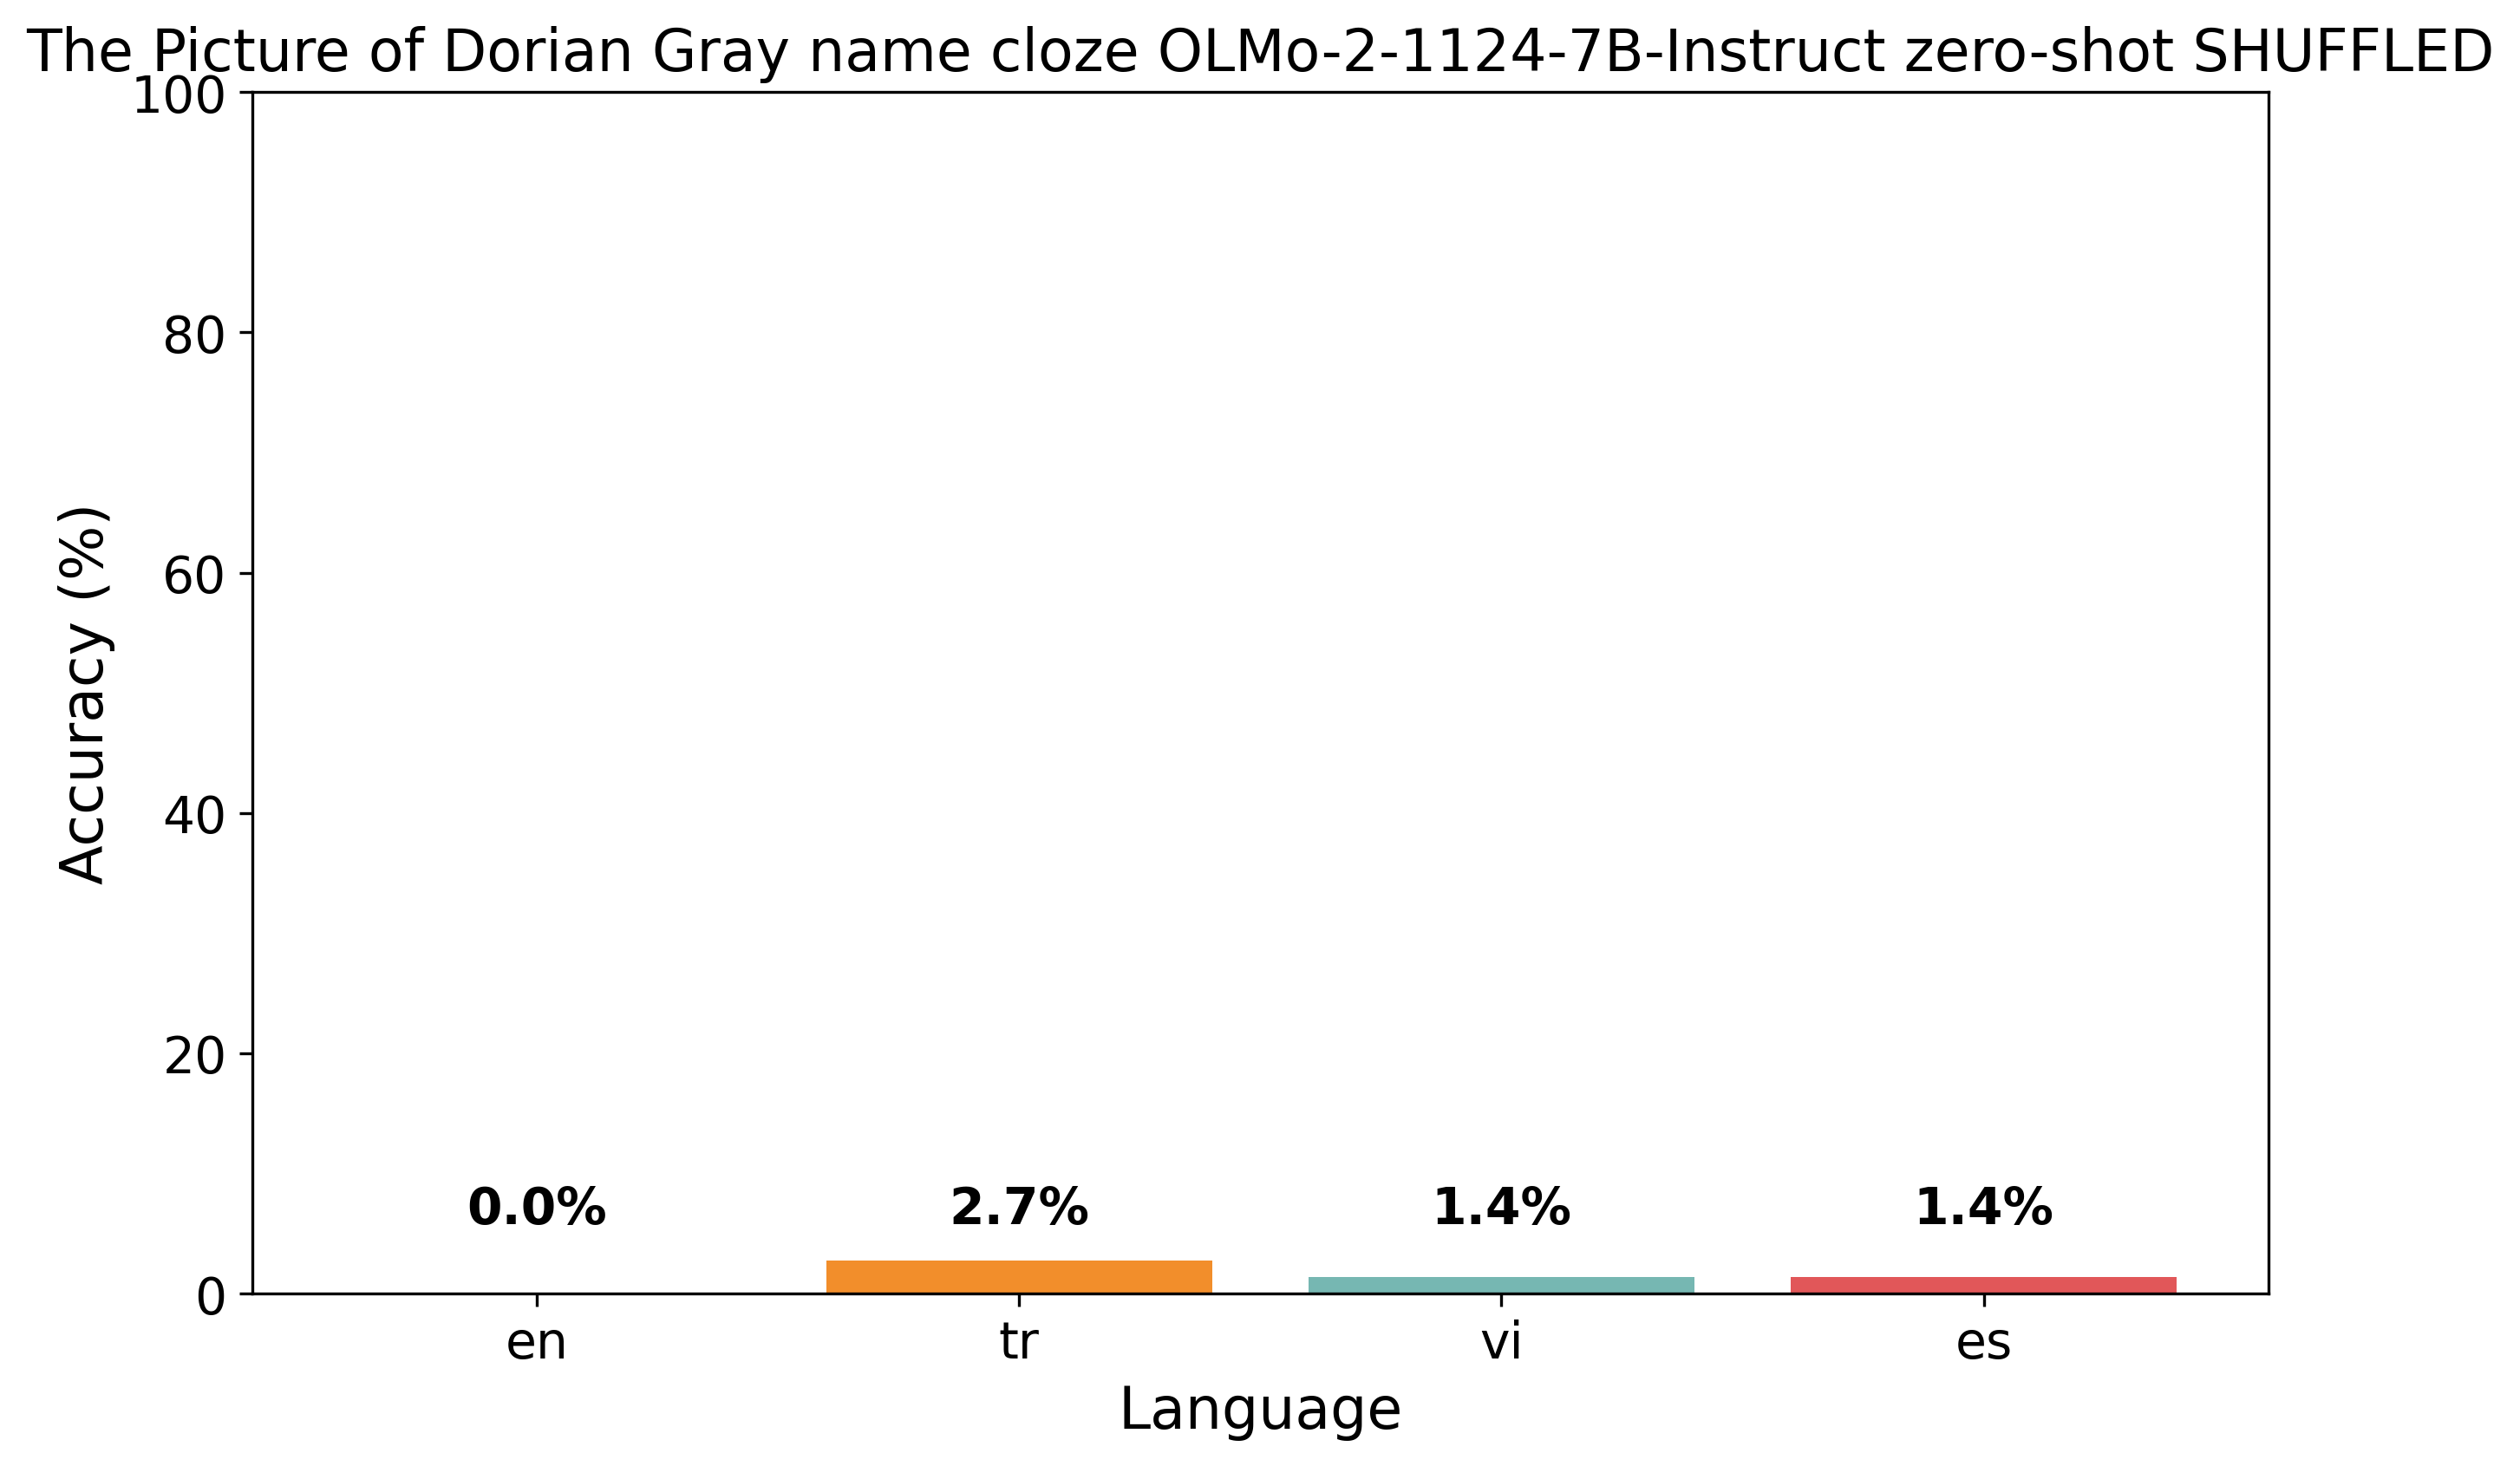 The Picture of Dorian Gray name cloze OLMo-2-1124-7B-Instruct zero-shot SHUFFLED
100
80
60
40
20
0
Accuracy (%)
0.0% 2.7% 1.4% 1.4%
en tr vi es
Language